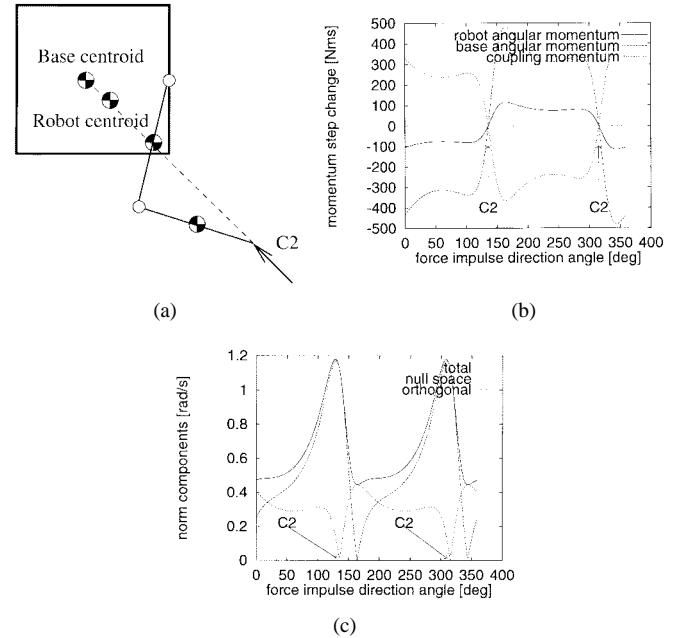 Base centroid
Robot centroid
C2
(a)
500
400
300
200
100
0
-100
-200
-300
-400
-500
momentum step change [Nms]
robot angular momentum
base angular momentum
coupling momentum
C2 C2
0 50 100 150 200 250 300 350 400
force impulse direction angle [deg]
(b)
1.2
1
0.8
0.6
0.4
0.2
0
norm components [rad/s]
total
null space
orthogonal
C2 C2
0 50 100 150 200 250 300 350 400
force impulse direction angle [deg]
(c)